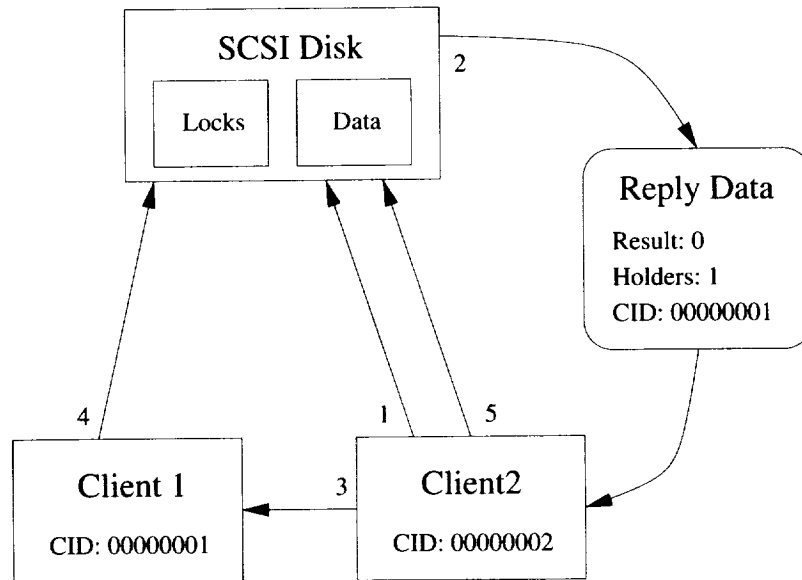 SCSI Disk
Locks
Data
2
Reply Data
Result: 0
Holders: 1
CID: 00000001
4
1
5
Client 1
CID: 00000001
3
Client2
CID: 00000002